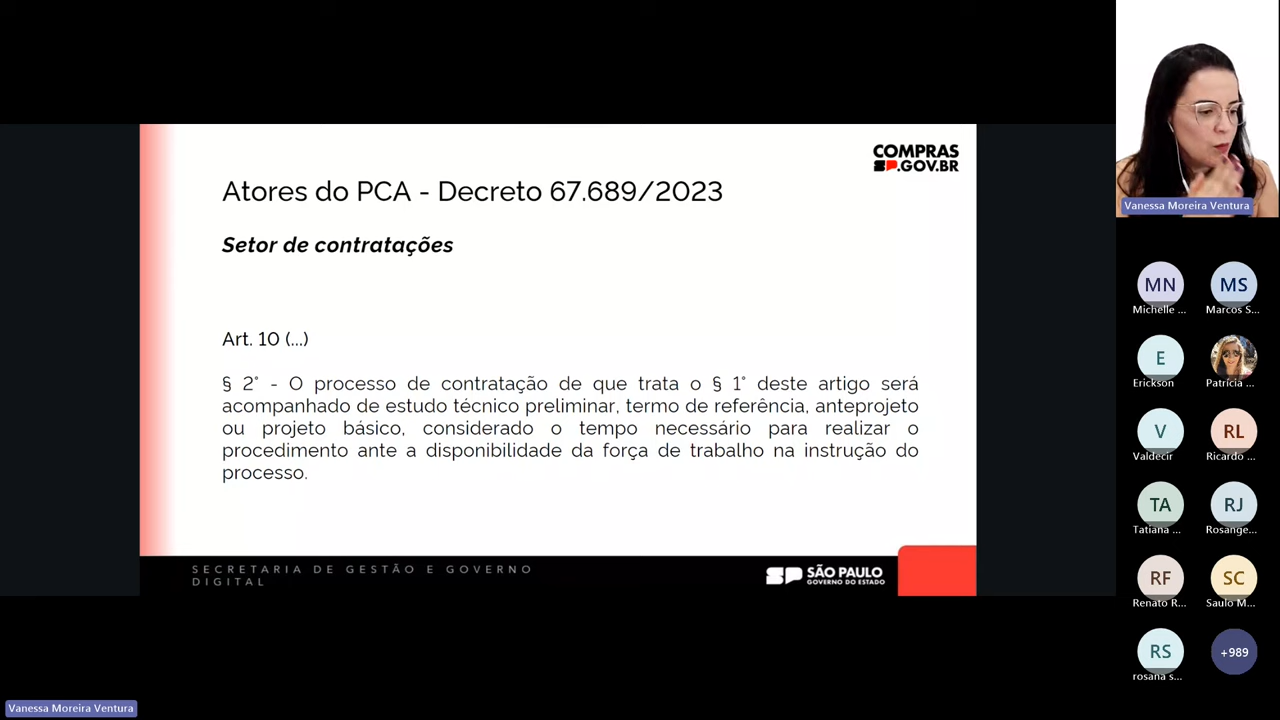 COMPRAS
SP.GOV.BR
Atores do PCA - Decreto 67.689/2023
Setor de contratações
Art. 10 (...)
§ 2° - O processo de contratação de que trata o § 1° deste artigo será
acompanhado de estudo técnico preliminar, termo de referência, anteprojeto
ou projeto básico, considerado o tempo necessário para realizar o
procedimento ante a disponibilidade da força de trabalho na instrução do
processo.
SECRETARIA DE GESTÃO E GOVERNO
DIGITAL
SP SÃO PAULO
GOVERNO DO ESTADO
Vanessa Moreira Ventura
MN
Michelle ...
MS
Marcos S...
E
Erickson
Patrícia ...
V
Valdecir
RL
Ricardo ...
TA
Tatiana ...
RJ
Rosange...
RF
Renato R...
SC
Saulo M...
RS
rosana s...
+989
Vanessa Moreira Ventura